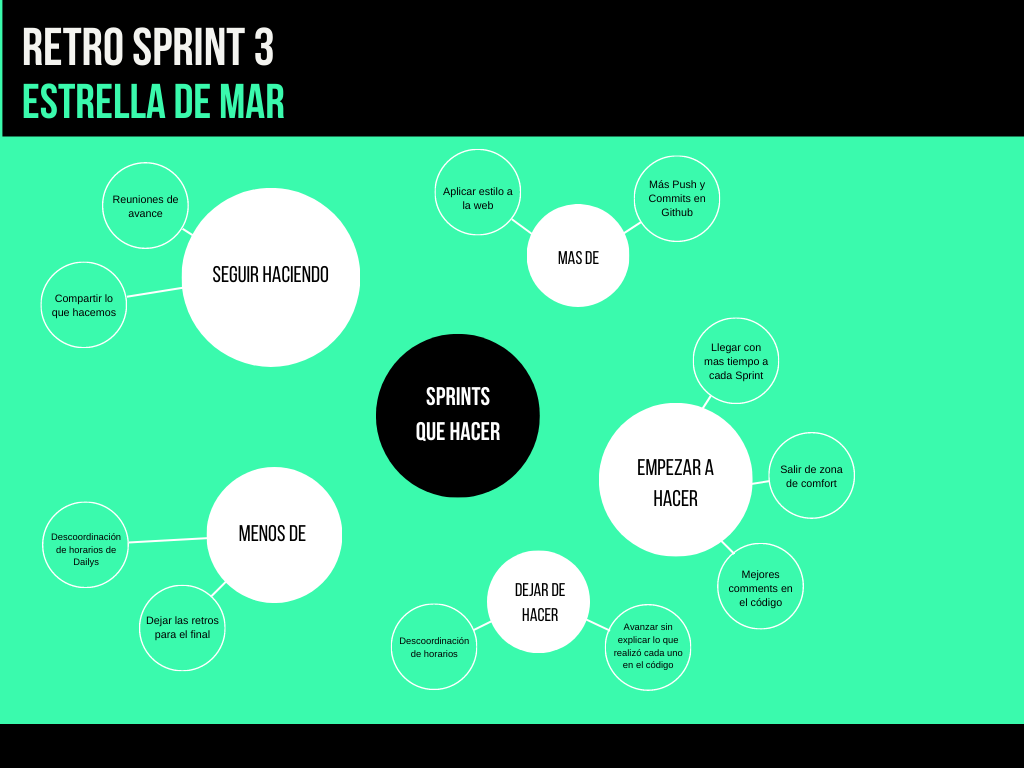 RETRO SPRINT 3
ESTRELLA DE MAR
Reuniones de
avance
Compartir lo
que hacemos
SEGUIR HACIENDO
Aplicar estilo a
la web
Más Push y
Commits en
Github
MAS DE
SPRINTS
QUE HACER
Llegar con
mas tiempo a
cada Sprint
EMPEZAR A
HACER
Salir de zona
de comfort
Mejores
comments en
el código
MENOS DE
Descoordinación
de horarios de
Dailys
Dejar las retros
para el final
DEJAR DE
HACER
Descoordinación
de horarios
Avanzar sin
explicar lo que
realizó cada uno
en el código